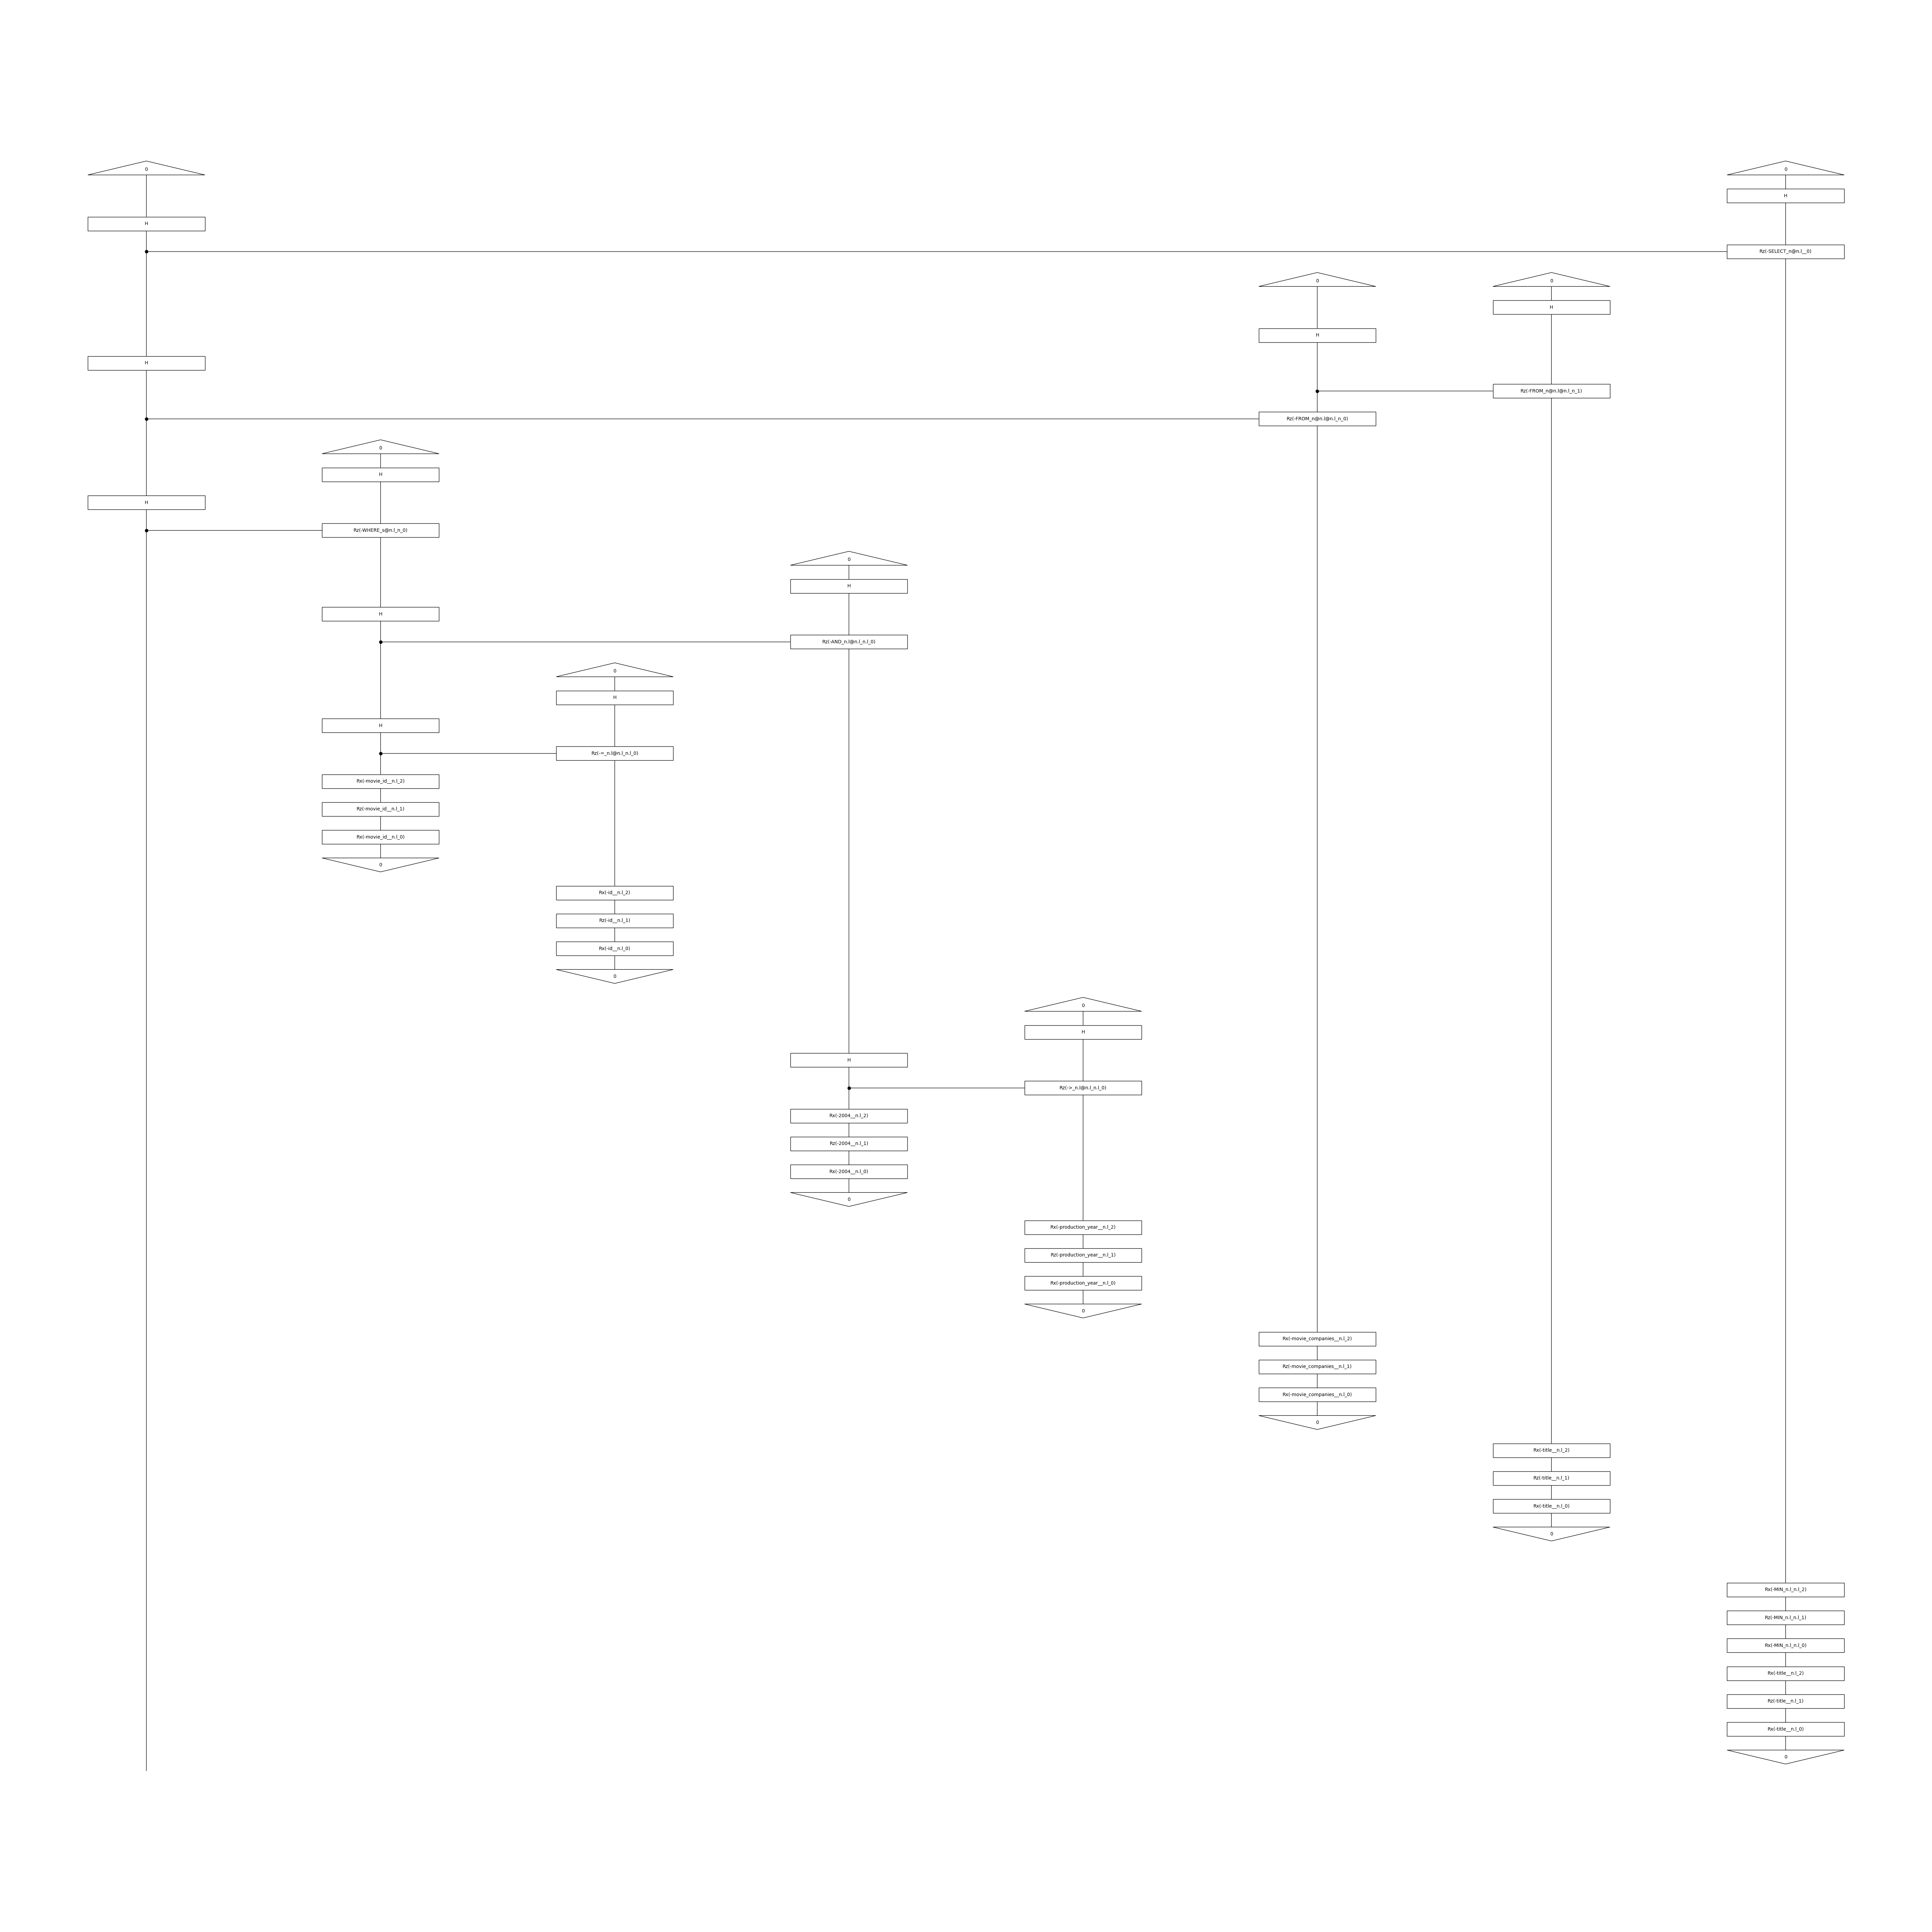 0
0
H
H
Rz(-SELECT_n@n.l__0)
0
0
H
H
H
Rz(-FROM_n@n.l@n.l_n_1)
Rz(-FROM_n@n.l@n.l_n_0)
0
H
H
Rz(-WHERE_s@n.l_n_0)
0
H
H
Rz(-AND_n.l@n.l_n.l_0)
0
H
H
Rz(-=_n.l@n.l_n.l_0)
Rx(-movie_id__n.l_2)
Rz(-movie_id__n.l_1)
Rx(-movie_id__n.l_0)
0
Rx(-id__n.l_2)
Rz(-id__n.l_1)
Rx(-id__n.l_0)
0
0
H
H
Rz(->_n.l@n.l_n.l_0)
Rx(-2004__n.l_2)
Rz(-2004__n.l_1)
Rx(-2004__n.l_0)
0
Rx(-production_year__n.l_2)
Rz(-production_year__n.l_1)
Rx(-production_year__n.l_0)
0
Rx(-movie_companies__n.l_2)
Rz(-movie_companies__n.l_1)
Rx(-movie_companies__n.l_0)
0
Rx(-title__n.l_2)
Rz(-title__n.l_1)
Rx(-title__n.l_0)
0
Rx(-MIN_n.l_n.l_2)
Rz(-MIN_n.l_n.l_1)
Rx(-MIN_n.l_n.l_0)
Rx(-title__n.l_2)
Rz(-title__n.l_1)
Rx(-title__n.l_0)
0